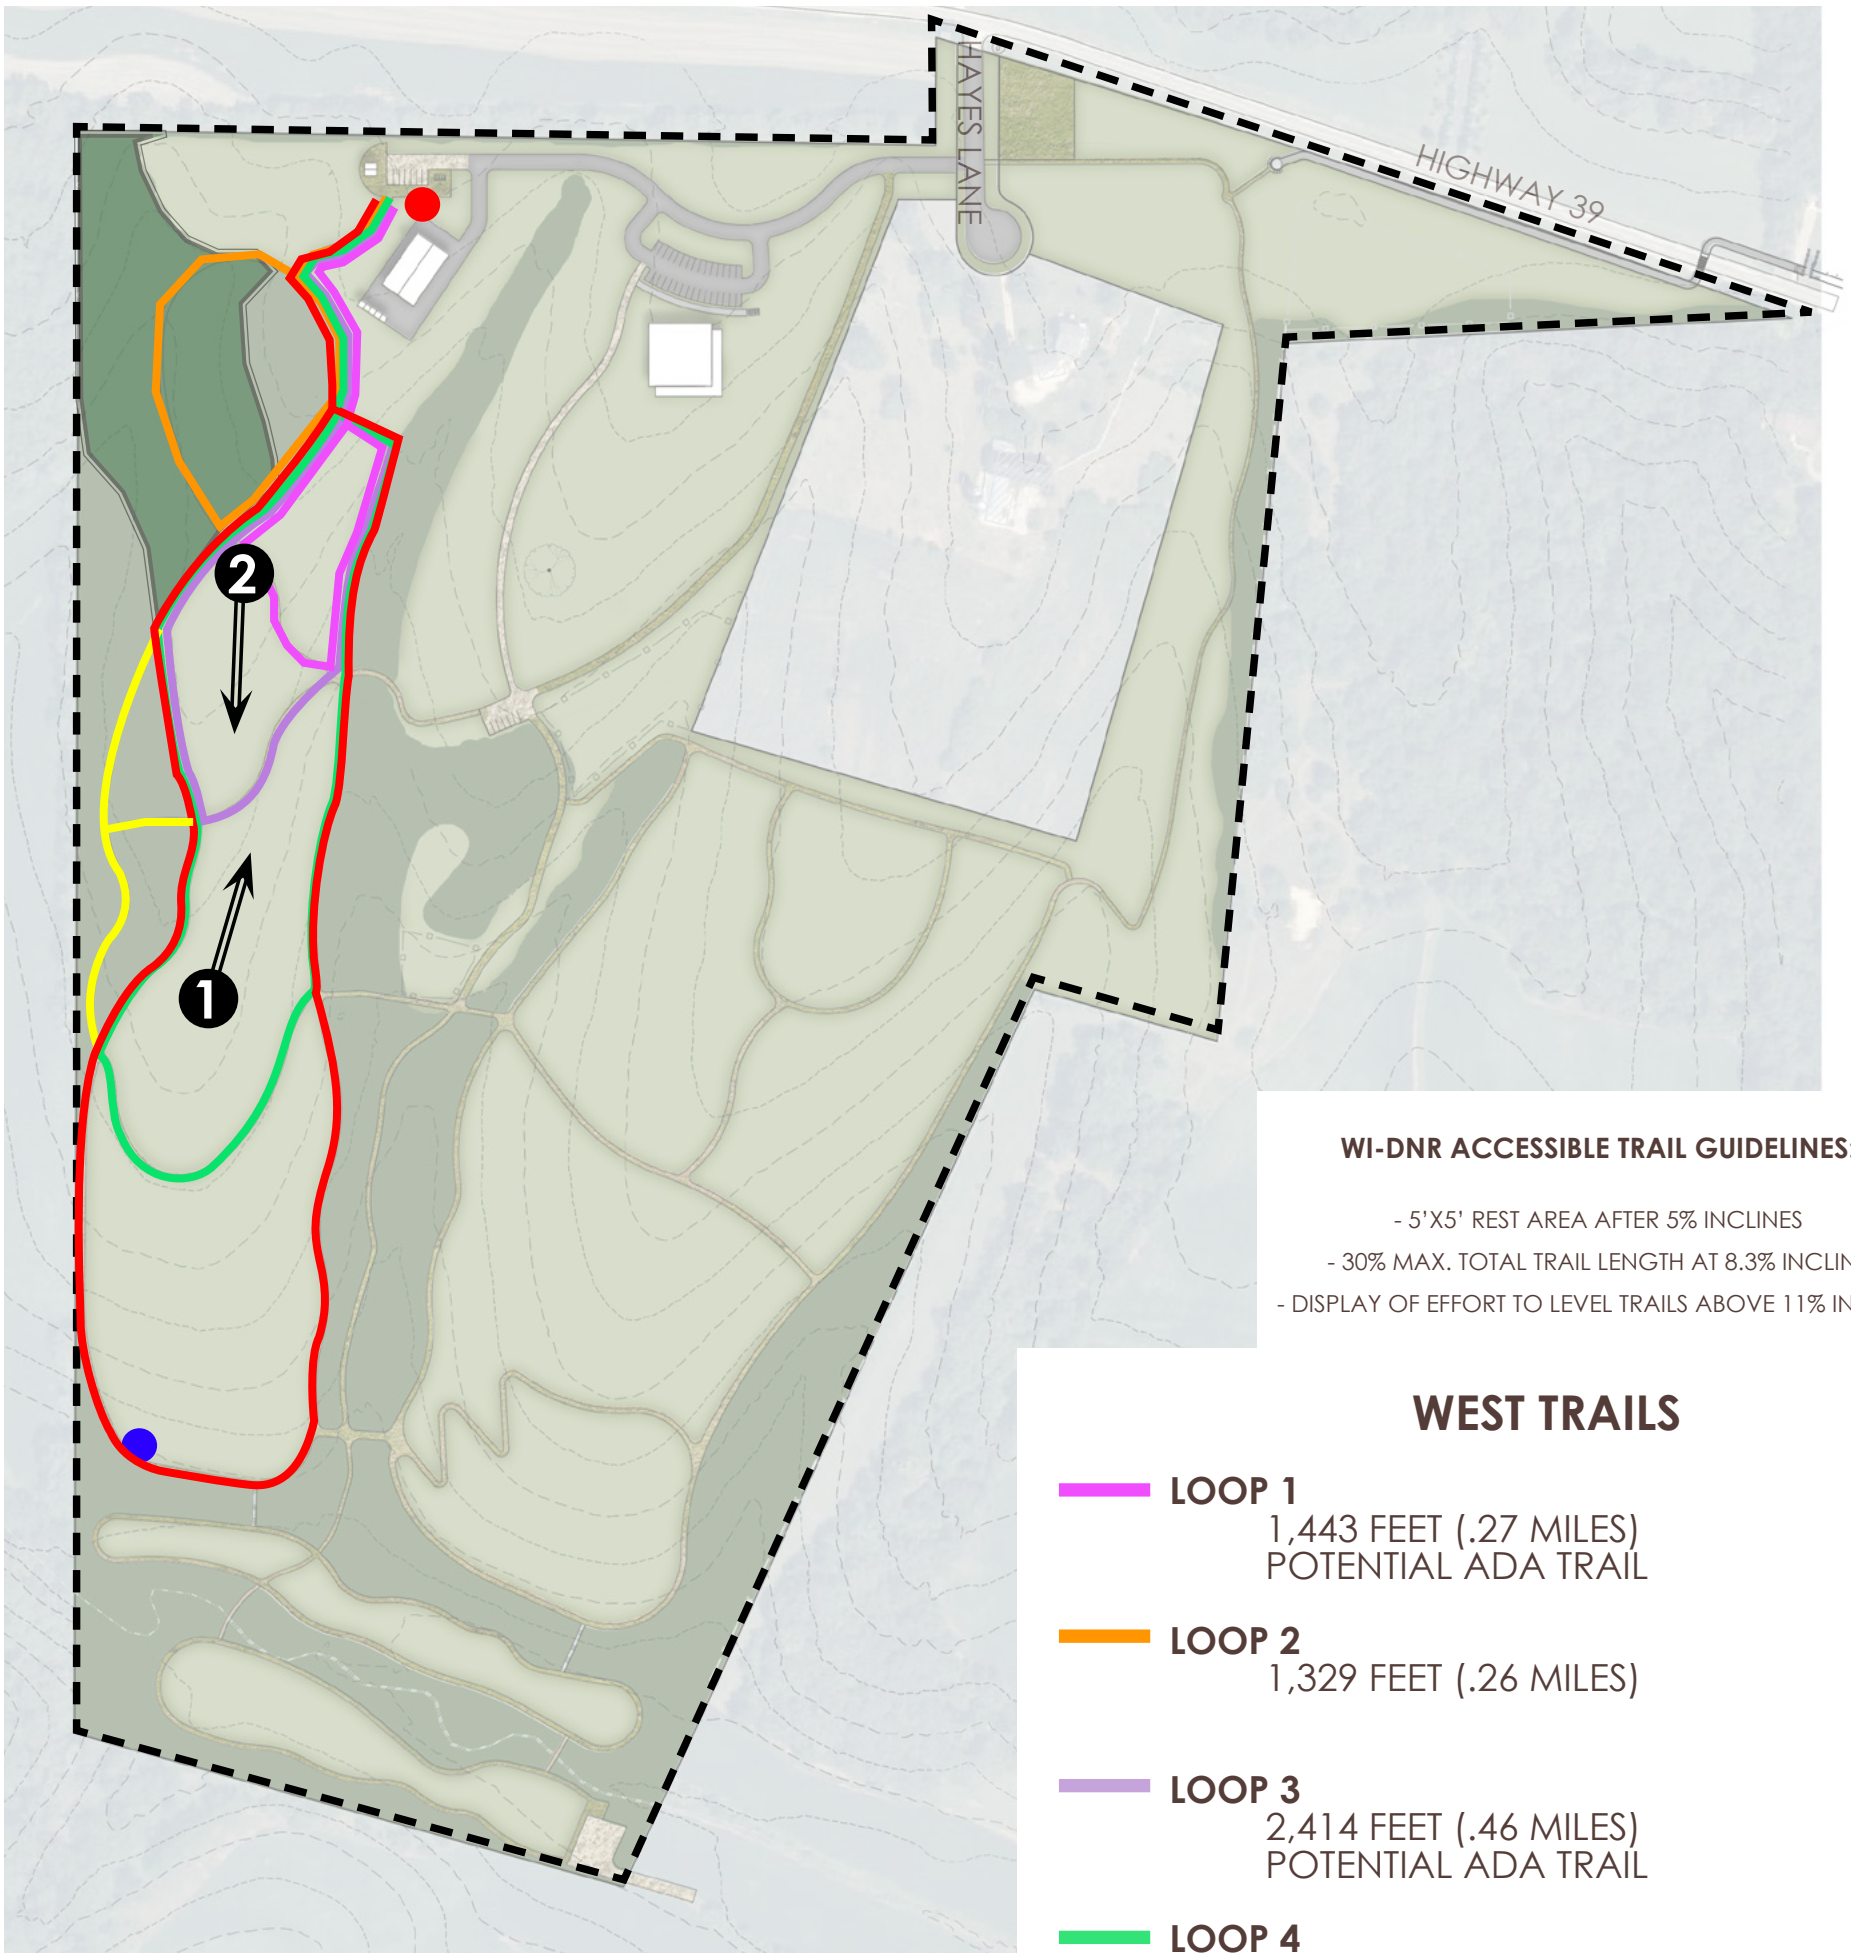 HAYES LANE
HIGHWAY 39
2
1
WI-DNR ACCESSIBLE TRAIL GUIDELINES:
- 5’X5’ REST AREA AFTER 5% INCLINES
- 30% MAX. TOTAL TRAIL LENGTH AT 8.3% INCLIN
- DISPLAY OF EFFORT TO LEVEL TRAILS ABOVE 11% IN
WEST TRAILS
LOOP 1
1,443 FEET (.27 MILES)
POTENTIAL ADA TRAIL
LOOP 2
1,329 FEET (.26 MILES)
LOOP 3
2,414 FEET (.46 MILES)
POTENTIAL ADA TRAIL
LOOP 4